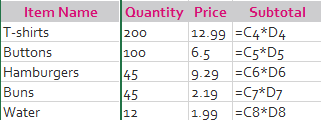 Item Name Quantity Price Subtotal
T-shirts 200 12.99 =C4*D4
Buttons 100 6.5 =C5*D5
Hamburgers 45 9.29 =C6*D6
Buns 45 2.19 =C7*D7
Water 12 1.99 =C8*D8